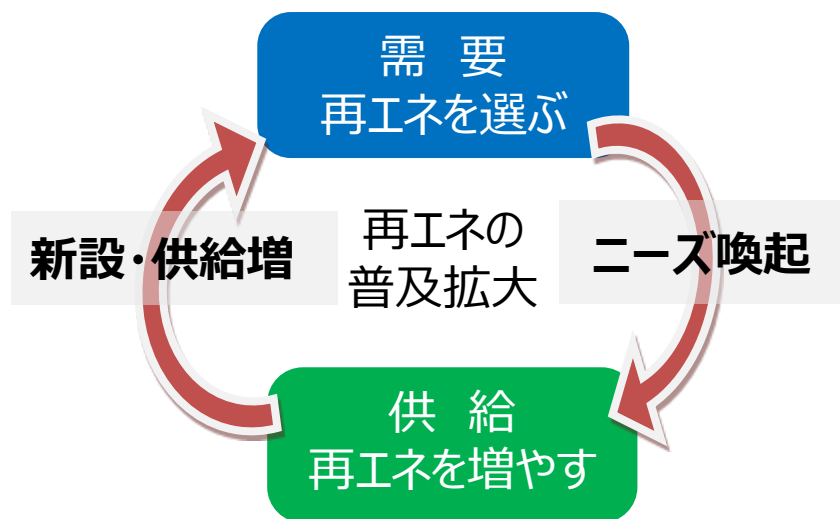 需 要
再エネを選ぶ
新設・供給増
再エネの
普及拡大
ニーズ喚起
供 給
再エネを増やす